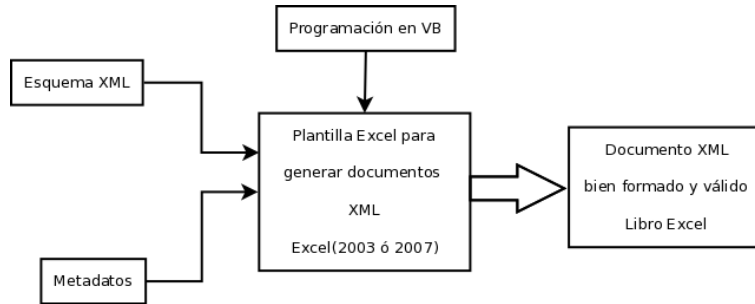 Programación en VB
Esquema XML
Plantilla Excel para
generar documentos
XML
Excel(2003 ó 2007)
Documento XML
bien formado y válido
Libro Excel
Metadatos